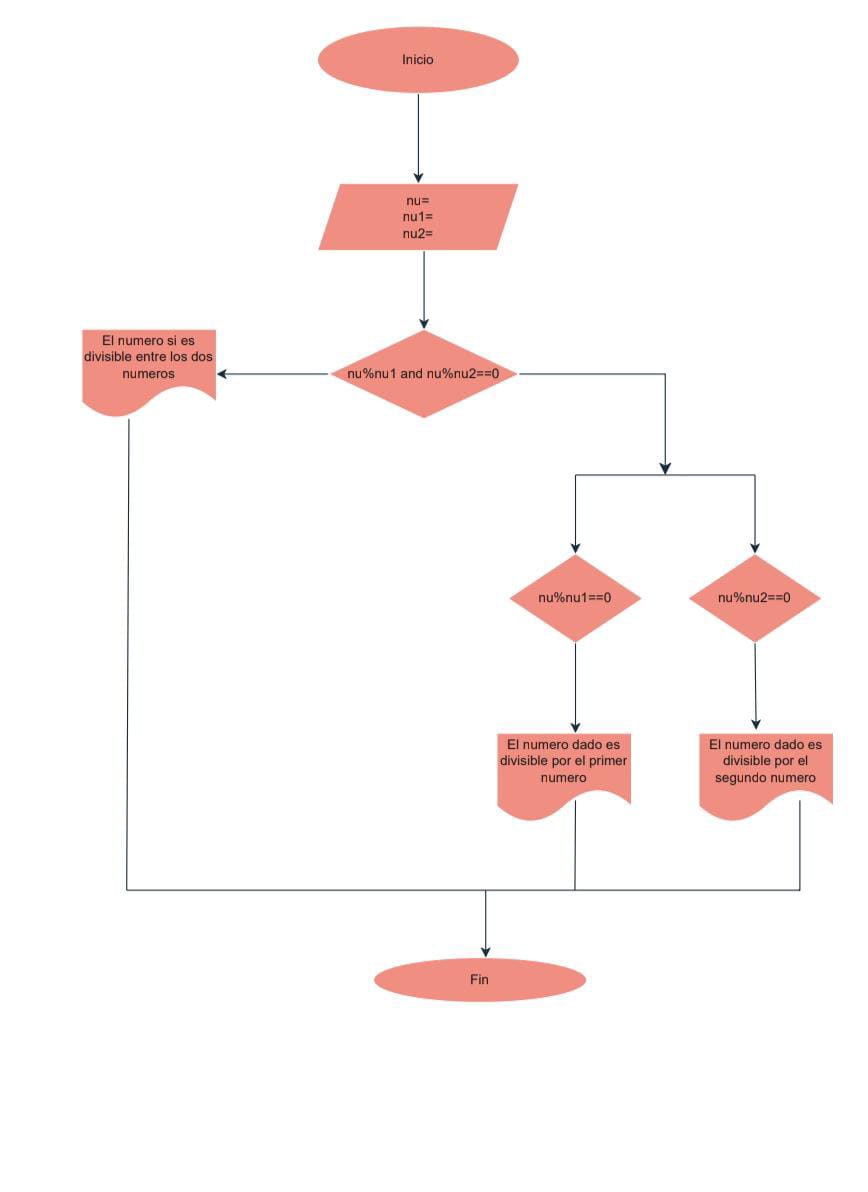 Inicio
nu=
nu1=
nu2=
El numero si es
divisible entre los dos
numeros
nu%nu1 and nu%nu2==0
nu%nu1==0
nu%nu2==0
El numero dado es
divisible por el primer
numero
El numero dado es
divisible por el
segundo numero
Fin